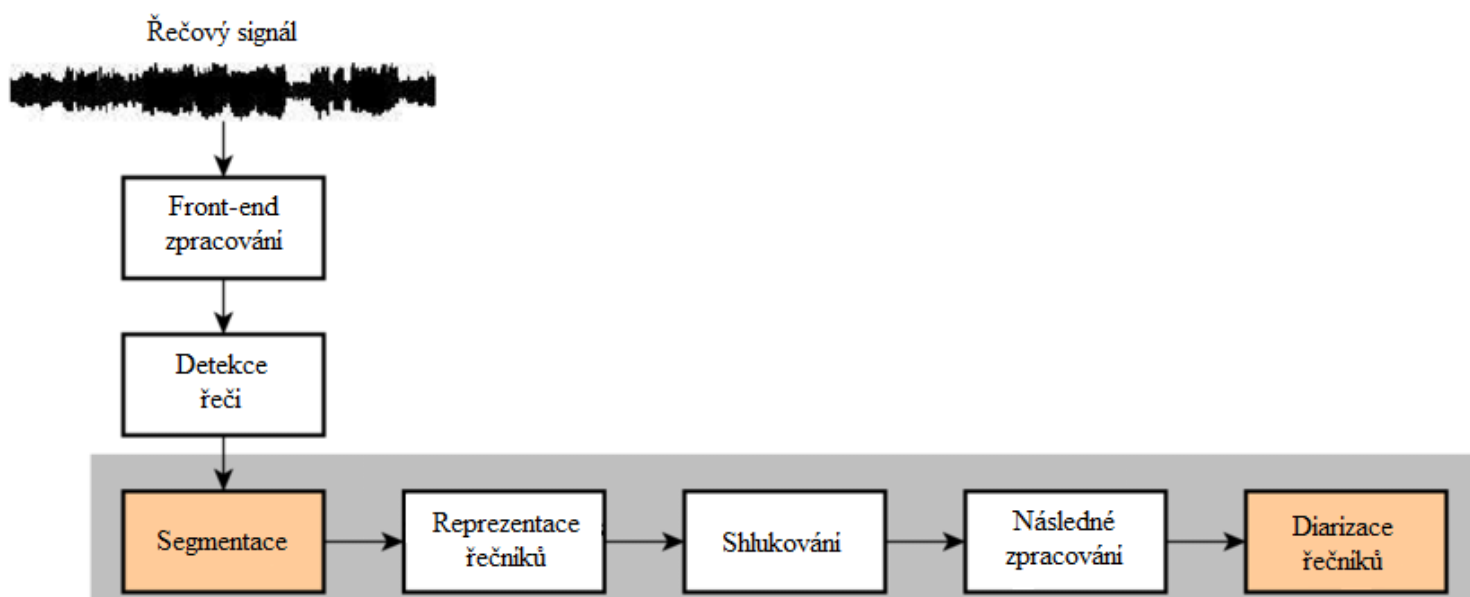 Řečový signál
Front-end
zpracování
Detekce
řeči
Segmentace
Reprezentace
řečníků
Shlukování
Následné
zpracování
Diarizace
řečníků